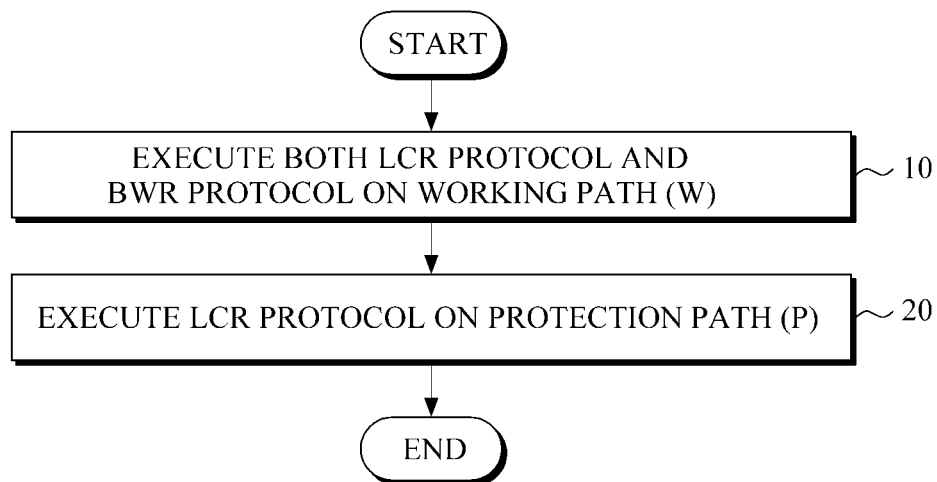 START
EXECUTE BOTH LCR PROTOCOL AND
BWR PROTOCOL ON WORKING PATH (W)
10
EXECUTE LCR PROTOCOL ON PROTECTION PATH (P)
20
END